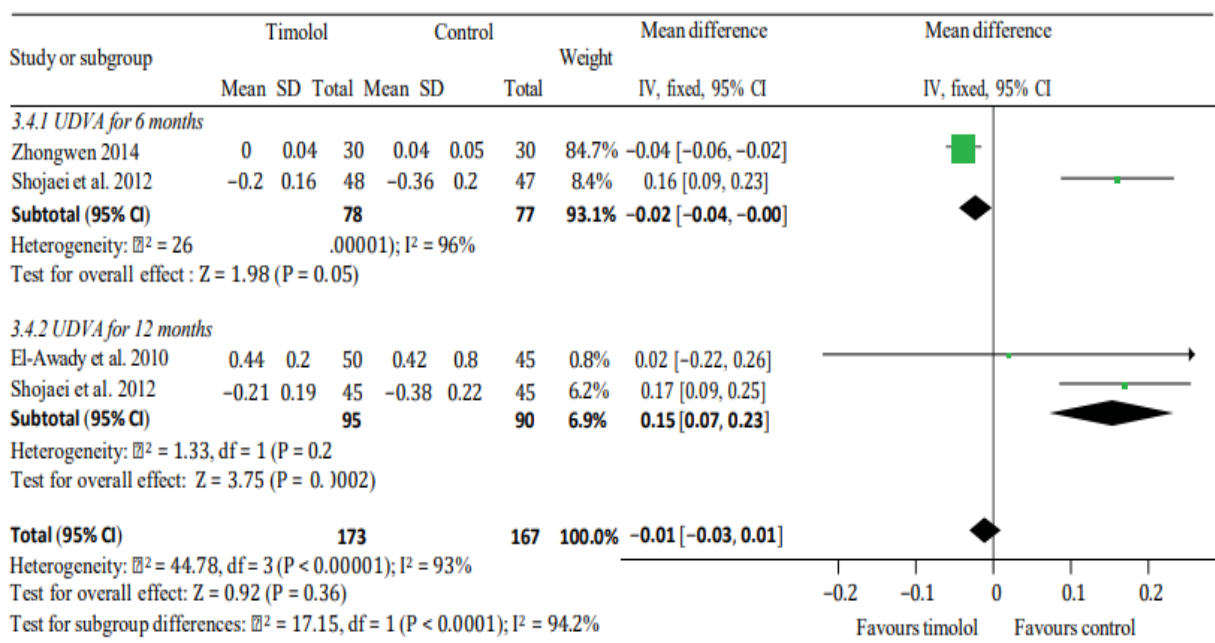 Timolol Control Mean difference Mean difference
Study or subgroup Weight
Mean SD Total Mean SD Total IV, fixed, 95% CI IV, fixed, 95% CI
3.4.1 UDVA for 6 months
Zhongwen 2014 0 0.04 30 0.04 0.05 30 84.7% −0.04 [−0.06, −0.02]
Shojaei et al. 2012 −0.2 0.16 48 −0.36 0.2 47 8.4% 0.16 [0.09, 0.23]
Subtotal (95% CI) 78 77 93.1% −0.02 [−0.04, −0.00]
Heterogeneity: ² = 26 .00001); I² = 96%
Test for overall effect : Z = 1.98 (P = 0.05)
3.4.2 UDVA for 12 months
El-Awady et al. 2010 0.44 0.2 50 0.42 0.8 45 0.8% 0.02 [−0.22, 0.26]
Shojaei et al. 2012 −0.21 0.19 45 −0.38 0.22 45 6.2% 0.17 [0.09, 0.25]
Subtotal (95% CI) 95 90 6.9% 0.15 [0.07, 0.23]
Heterogeneity: ² = 1.33, df = 1 (P = 0.2
Test for overall effect: Z = 3.75 (P = 0. )002)
Total (95% CI) 173 167 100.0% −0.01 [−0.03, 0.01]
Heterogeneity: ² = 44.78, df = 3 (P < 0.00001); I² = 93%
Test for overall effect: Z = 0.92 (P = 0.36)
Test for subgroup differences: ² = 17.15, df = 1 (P < 0.0001); I² = 94.2%
−0.2 −0.1 0 0.1 0.2
Favours timolol Favours control